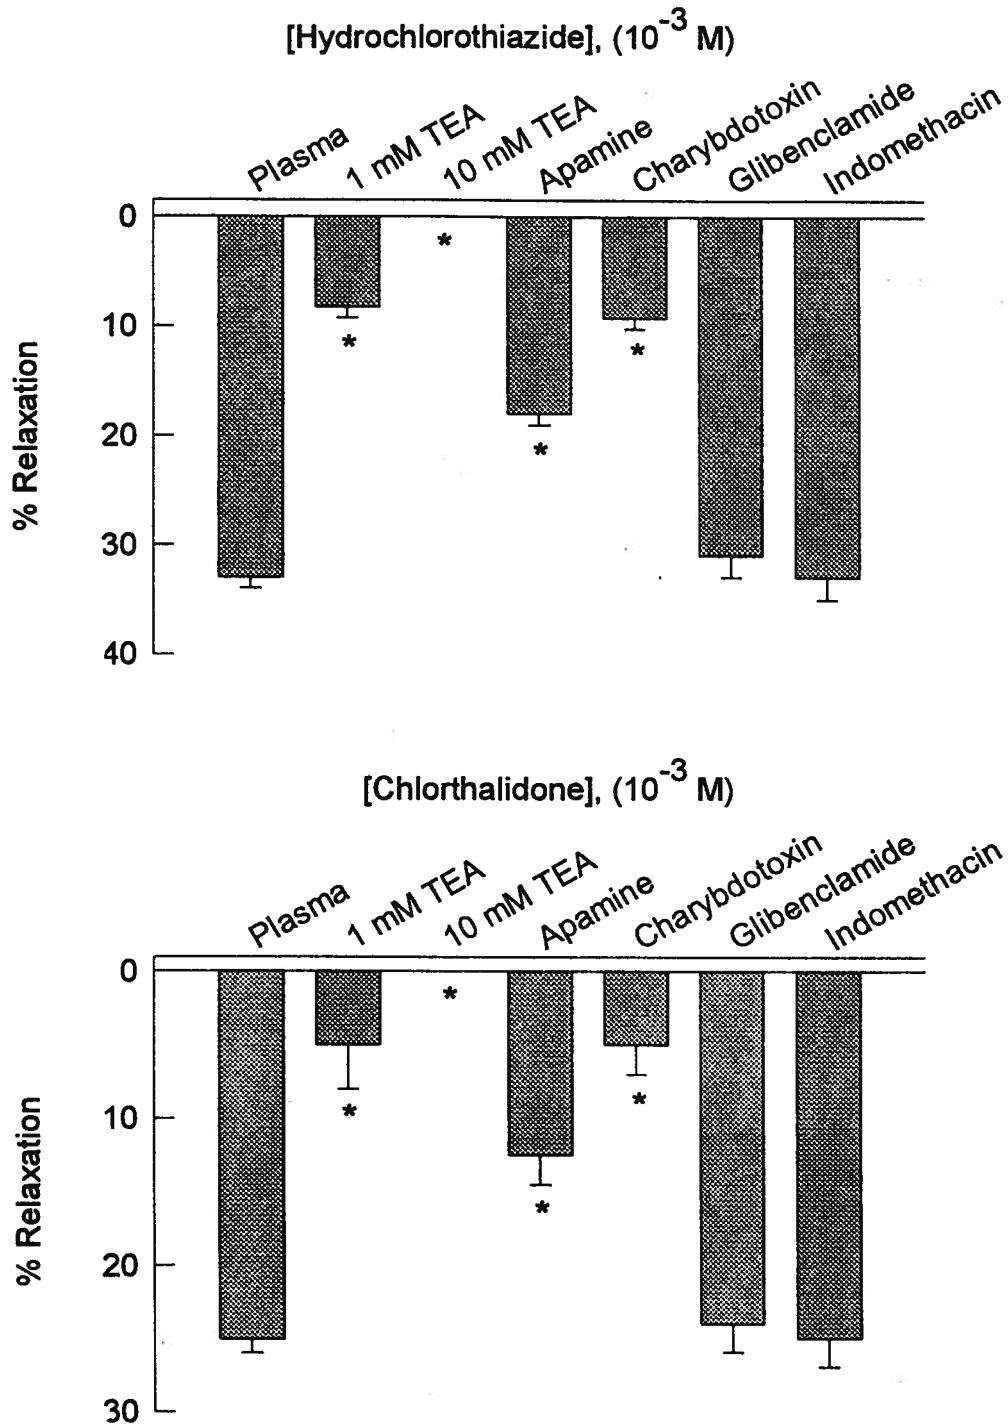 [Hydrochlorothiazide], (10⁻³ M)
Plasma
1 mM TEA
10 mM TEA
Apamine
Charybdotoxin
Glibenclamide
Indomethacin
0
*
10
*
*
20
*
30
40
% Relaxation
[Chlorthalidone], (10⁻³ M)
Plasma
1 mM TEA
10 mM TEA
Apamine
Charybdotoxin
Glibenclamide
Indomethacin
0
*
10
*
*
*
20
30
% Relaxation